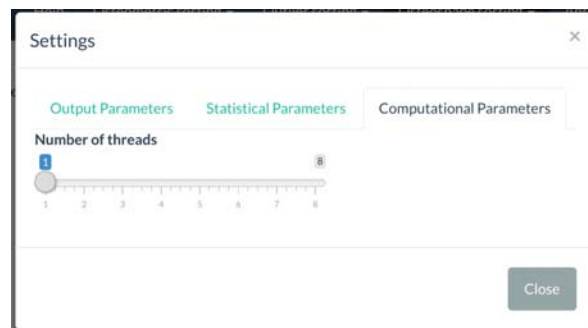 Settings
×
Output Parameters Statistical Parameters Computational Parameters
Number of threads
1 8
1 2 3 4 5 6 7 8
Close